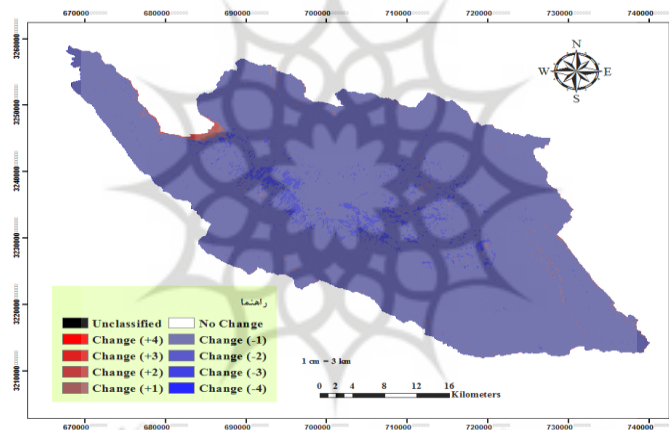 670000 680000 690000 700000 710000 720000 730000 740000
3260000
3250000
3240000
3230000
3220000
3210000
N
W E
S
راهنما
Unclassified No Change
Change (+4) Change (-1)
Change (+3) Change (-2)
Change (+2) Change (-3)
Change (+1) Change (-4)
1 cm = 3 km
0 2 4 8 12 16
Kilometers
670000 680000 690000 700000 710000 720000 730000 740000